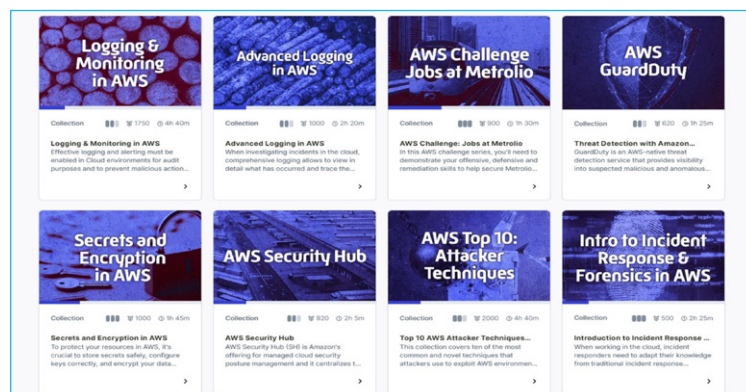 Logging &
Monitoring
in AWS
Collection 1750 4h 40m
Logging & Monitoring in AWS
Effective logging and alerting must be
enabled in Cloud environments for audit
purposes and to prevent malicious action...
Advanced Logging
in AWS
Collection 1000 2h 20m
Advanced Logging in AWS
When investigating incidents in the cloud,
comprehensive logging allows to view in
detail what has occurred and trace the...
AWS Challenge
Jobs at Metrolio
Collection 900 1h 30m
AWS Challenge: Jobs at Metrolio
In this AWS challenge series, you'll need to
demonstrate your offensive, defensive and
remediation skills to help secure Metrolio...
AWS
GuardDuty
Collection 620 1h 25m
Threat Detection with Amazon...
GuardDuty is an AWS-native threat
detection service that provides visibility
into suspected malicious and anomalous...
Secrets and
Encryption
in AWS
Collection 1000 1h 45m
Secrets and Encryption in AWS
To protect your resources in AWS, it's
crucial to store secrets safely, configure
keys correctly, and encrypt your data...
AWS Security Hub
Collection 920 2h 5m
AWS Security Hub
AWS Security Hub (SH) is Amazon's
offering for managed cloud security
posture management and it centralizes t...
AWS Top 10:
Attacker
Techniques
Collection 2000 4h 40m
Top 10 AWS Attacker Techniques...
This collection covers ten of the most
common and novel techniques that
attackers use to exploit AWS environmen...
Intro to Incident
Response &
Forensics in AWS
Collection 500 2h 25m
Introduction to Incident Response ...
When working in the cloud, incident
responders need to adapt their knowledge
from traditional incident response...